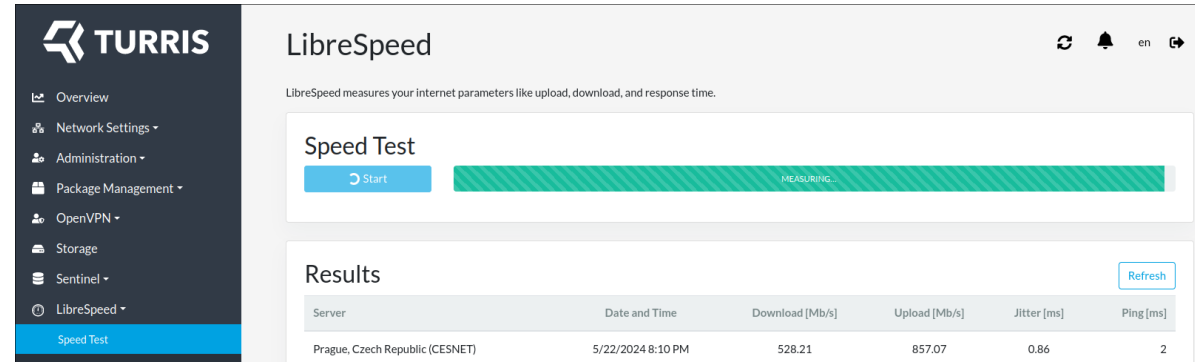 TURRIS
Overview
Network Settings
Administration
Package Management
OpenVPN
Storage
Sentinel
LibreSpeed
Speed Test
LibreSpeed
en
LibreSpeed measures your internet parameters like upload, download, and response time.
Speed Test
Start
MEASURING...
Results
Refresh
Server Date and Time Download [Mb/s] Upload [Mb/s] Jitter [ms] Ping [ms]
Prague, Czech Republic (CESNET) 5/22/2024 8:10 PM 528.21 857.07 0.86 2